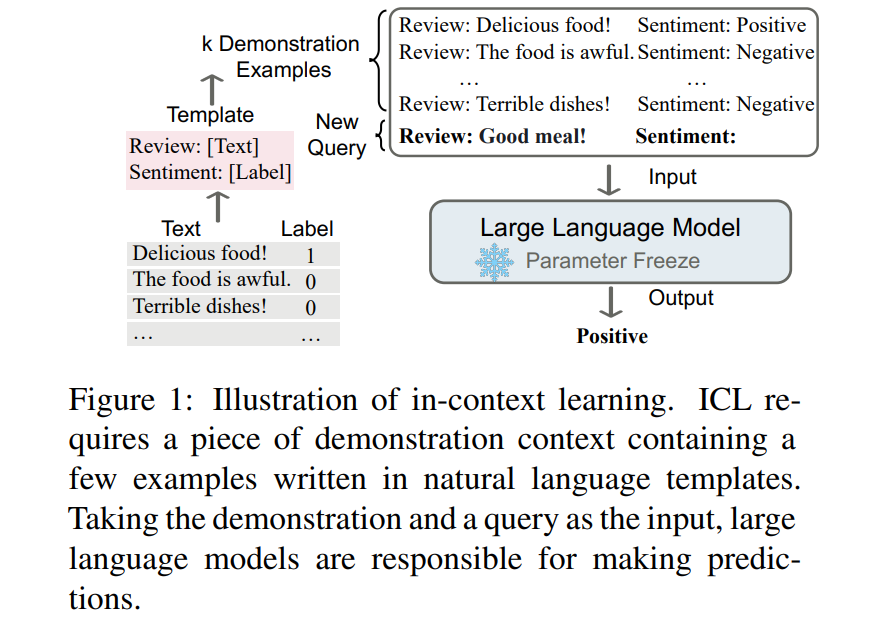 k Demonstration
Examples
Review: Delicious food! Sentiment: Positive
Review: The food is awful. Sentiment: Negative
… …
Review: Terrible dishes! Sentiment: Negative
New
Query
Review: Good meal! Sentiment:
Template
Review: [Text]
Sentiment: [Label]
Text Label
Delicious food! 1
The food is awful. 0
Terrible dishes! 0
… …
Input
Large Language Model
Parameter Freeze
Output
Positive
Figure 1: Illustration of in-context learning. ICL re-
quires a piece of demonstration context containing a
few examples written in natural language templates.
Taking the demonstration and a query as the input, large
language models are responsible for making predic-
tions.